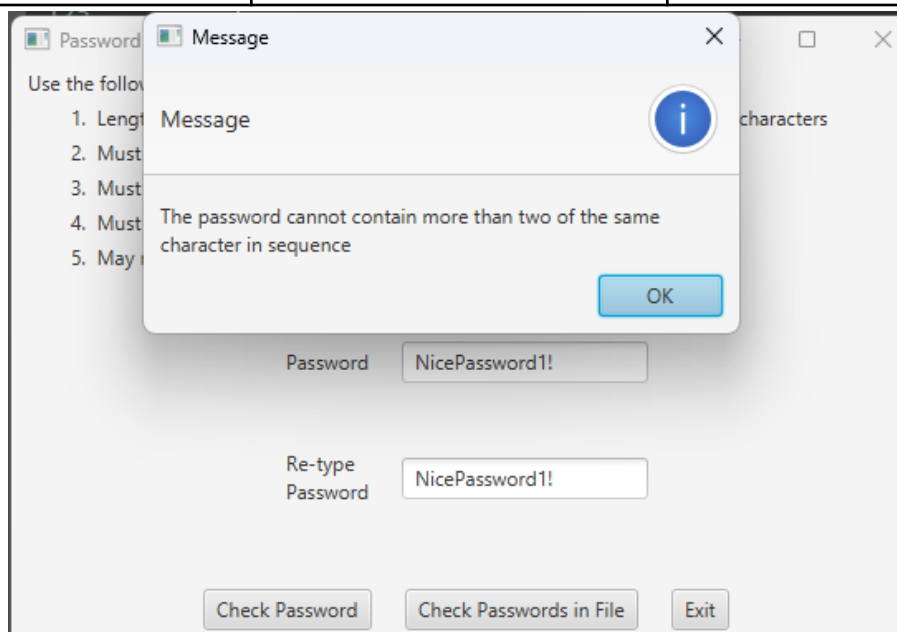 Password
Message
Use the follo
Message
1. Lengt
characters
2. Must
3. Must
4. Must
5. May
The password cannot contain more than two of the same
character in sequence
OK
Password
NicePassword1!
Re-type
Password
NicePassword1!
Check Password
Check Passwords in File
Exit